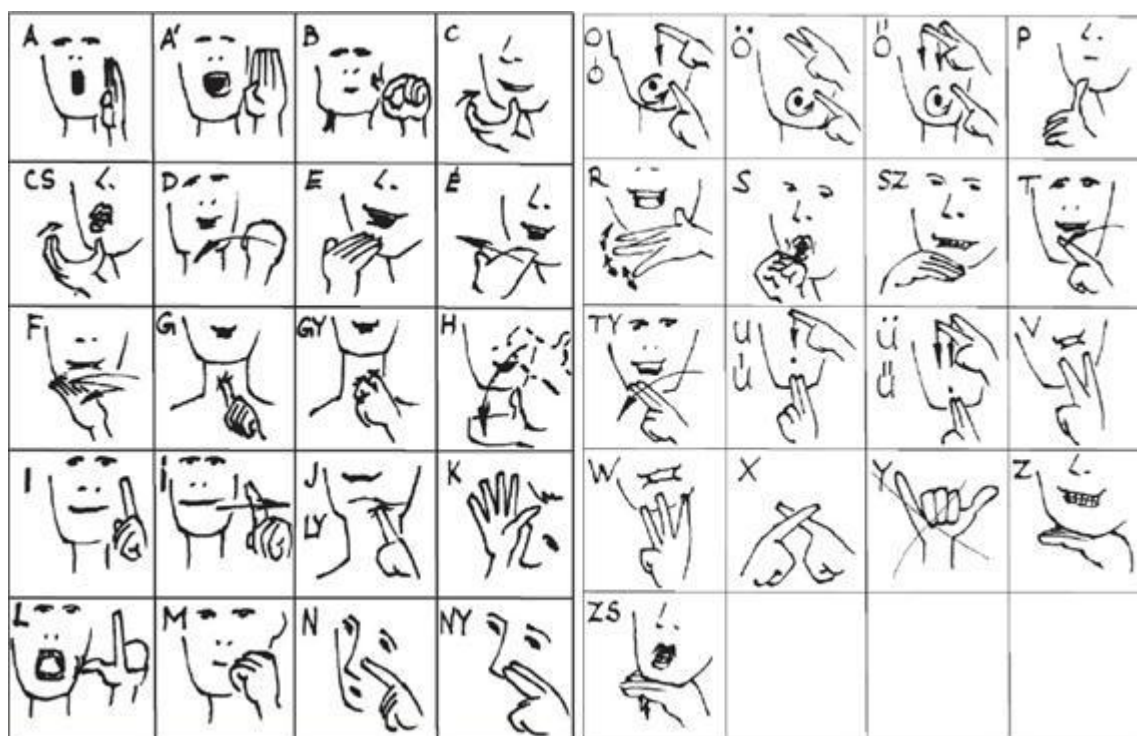 A Á B C
CS D E É
F G GY H
I Í J LY K
L M N NY
O Ó Ö Ő P
R S SZ T
TY U Ú Ü Ű V
W X Y Z
ZS